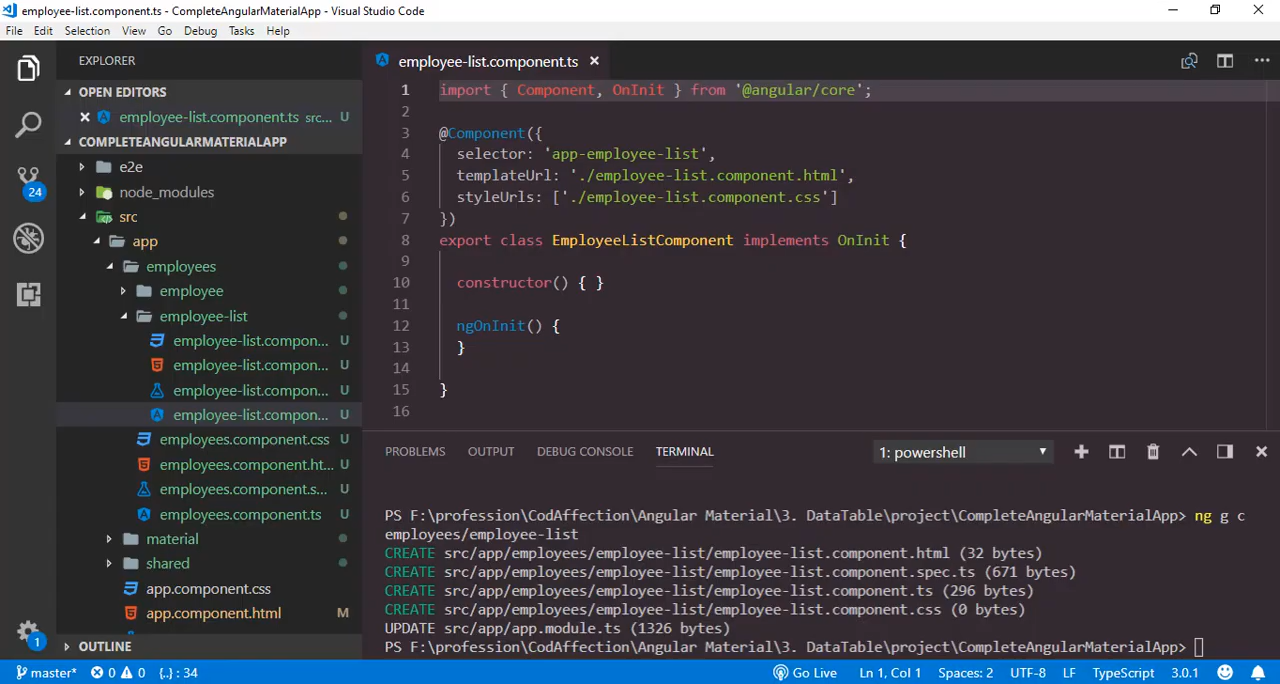 employee-list.component.ts - CompleteAngularMaterialApp - Visual Studio Code
File Edit Selection View Go Debug Tasks Help
EXPLORER
OPEN EDITORS
employee-list.component.ts src... U
COMPLETEANGULARMATERIALAPP
e2e
node_modules
src
app
employees
employee
employee-list
employee-list.compon... U
employee-list.compon... U
employee-list.compon... U
employee-list.compon... U
employees.component.css U
employees.component.ht... U
employees.component.s... U
employees.component.ts U
material
shared
app.component.css
app.component.html M
OUTLINE
24
1
employee-list.component.ts
1 import { Component, OnInit } from '@angular/core';
2
3 @Component({
4 selector: 'app-employee-list',
5 templateUrl: './employee-list.component.html',
6 styleUrls: ['./employee-list.component.css']
7 })
8 export class EmployeeListComponent implements OnInit {
9
10 constructor() { }
11
12 ngOnInit() {
13 }
14
15 }
16
PROBLEMS OUTPUT DEBUG CONSOLE TERMINAL 1: powershell
PS F:\profession\CodAffection\Angular Material\3. DataTable\project\CompleteAngularMaterialApp> ng g c
employees/employee-list
CREATE src/app/employees/employee-list/employee-list.component.html (32 bytes)
CREATE src/app/employees/employee-list/employee-list.component.spec.ts (671 bytes)
CREATE src/app/employees/employee-list/employee-list.component.ts (296 bytes)
CREATE src/app/employees/employee-list/employee-list.component.css (0 bytes)
UPDATE src/app/app.module.ts (1326 bytes)
PS F:\profession\CodAffection\Angular Material\3. DataTable\project\CompleteAngularMaterialApp>
master* 0 0 {..} : 34 Go Live Ln 1, Col 1 Spaces: 2 UTF-8 LF TypeScript 3.0.1